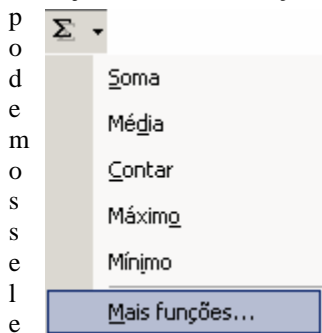 p
o
d
e
m
o
s
s
e
l
e
Σ
Soma
Média
Contar
Máximo
Mínimo
Mais funções...